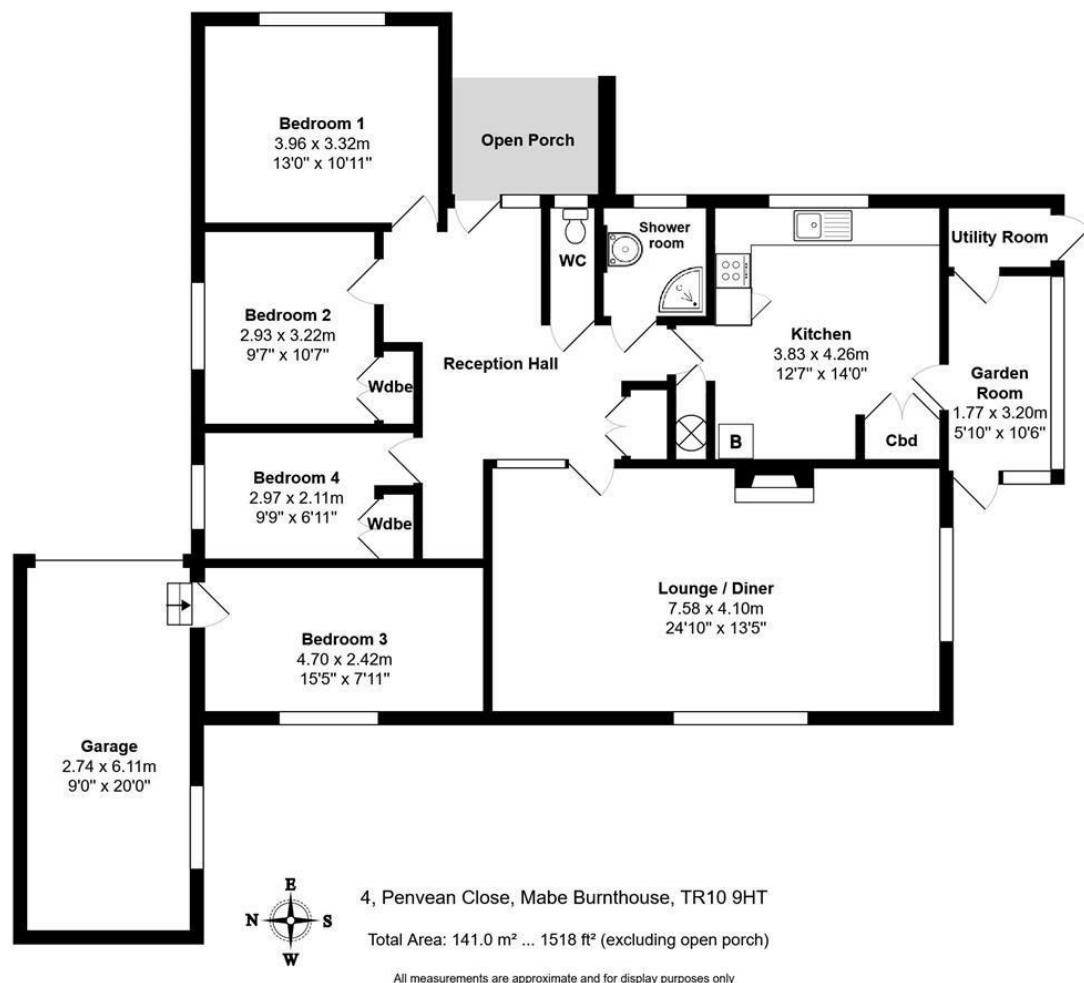 Bedroom 1
3.96 x 3.32m
13'0" x 10'11"
Open Porch
Shower
room
WC
Utility Room
Bedroom 2
2.93 x 3.22m
9'7" x 10'7"
Wdbe
Reception Hall
Kitchen
3.83 x 4.26m
12'7" x 14'0"
Garden
Room
1.77 x 3.20m
5'10" x 10'6"
B
Cbd
Bedroom 4
2.97 x 2.11m
9'9" x 6'11"
Wdbe
Lounge / Diner
7.58 x 4.10m
24'10" x 13'5"
Bedroom 3
4.70 x 2.42m
15'5" x 7'11"
Garage
2.74 x 6.11m
9'0" x 20'0"
E
N S
W
4, Penvean Close, Mabe Burnthouse, TR10 9HT
Total Area: 141.0 m² ... 1518 ft² (excluding open porch)
All measurements are approximate and for display purposes only